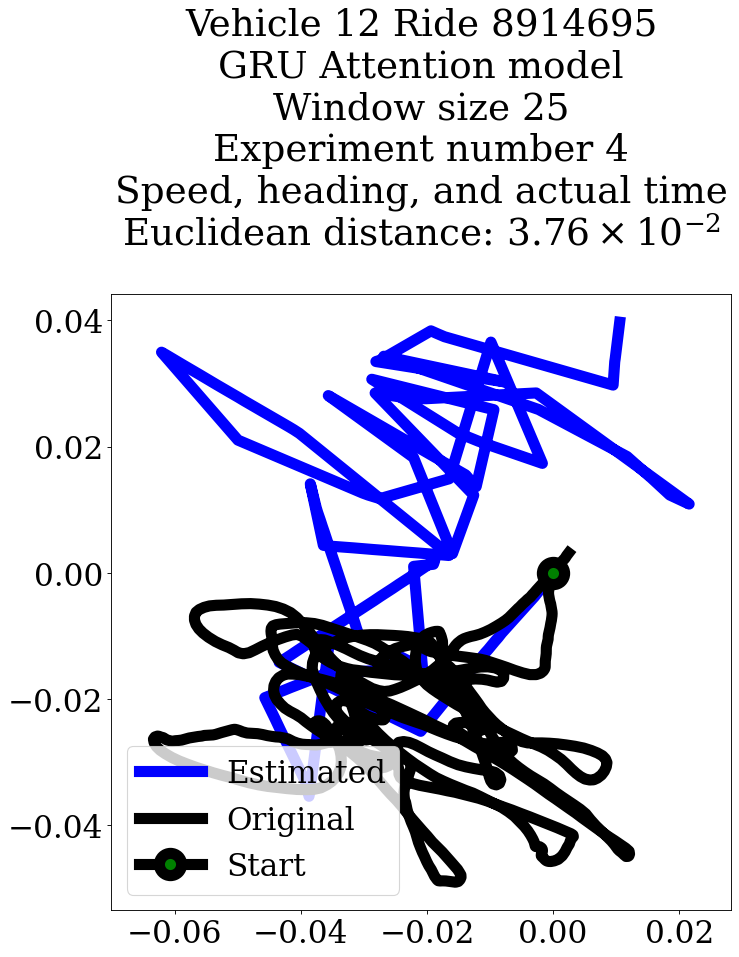 Vehicle 12 Ride 8914695
GRU Attention model
Window size 25
Experiment number 4
Speed, heading, and actual time
Euclidean distance: 3.76 × 10⁻²
0.04
0.02
0.00
−0.02
−0.04
Estimated
Original
Start
−0.06 −0.04 −0.02 0.00 0.02